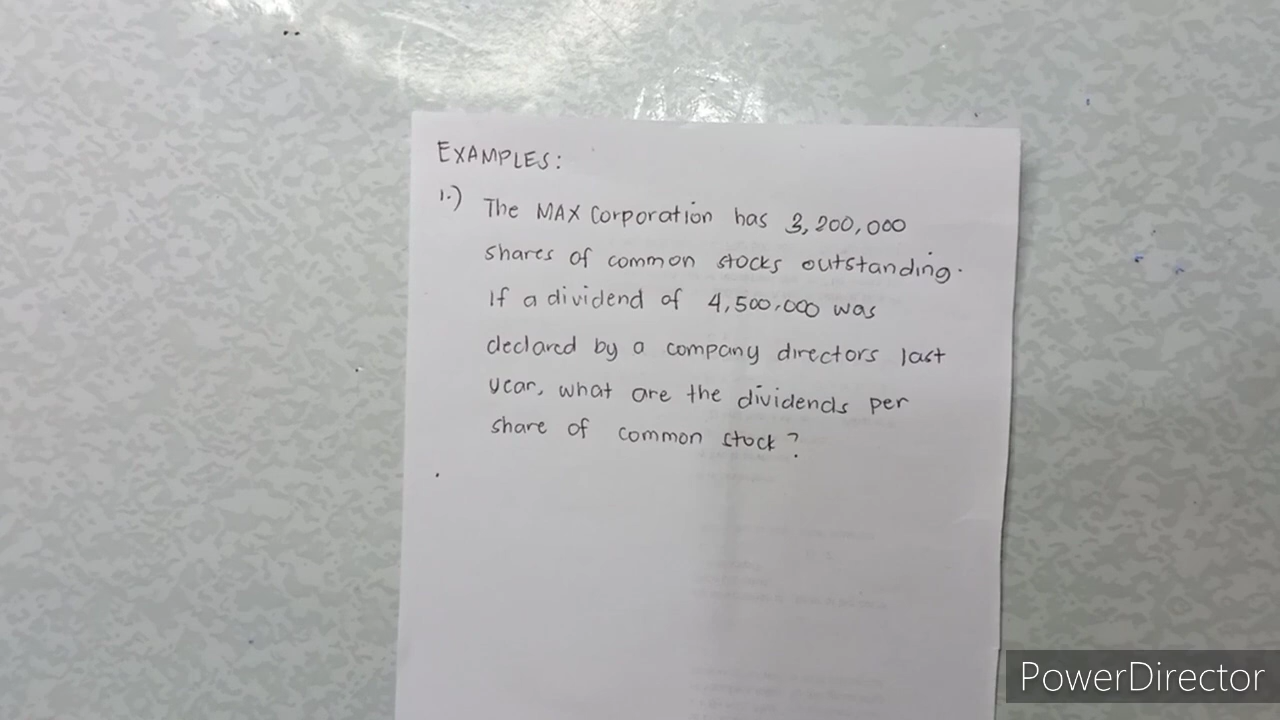 EXAMPLES:
1.) The MAX Corporation has 3,200,000
shares of common stocks outstanding.
If a dividend of 4,500,000 was
declared by a company directors last
year, what are the dividends per
share of common stock?
PowerDirector